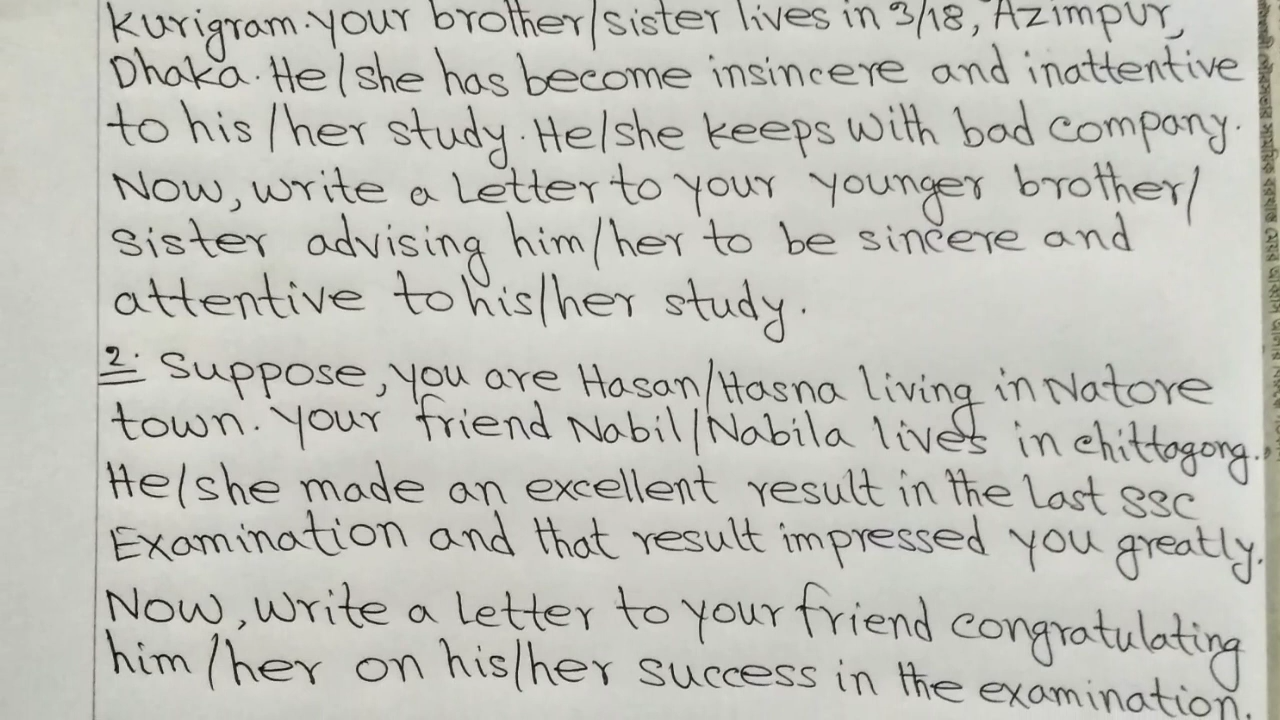 Kurigram. your brother/sister lives in 3/18, Azimpur,
Dhaka. He/she has become insincere and inattentive
to his/her study. He/she keeps with bad company.
Now, write a letter to your younger brother/
sister advising him/her to be sincere and
attentive to his/her study.
2. Suppose, you are Hasan/Hasna living in Natore
town. your friend Nabil/Nabila lives in chittagong.
He/she made an excellent result in the last SSC
Examination and that result impressed you greatly.
Now, write a letter to your friend congratulating
him/her on his/her success in the examination.